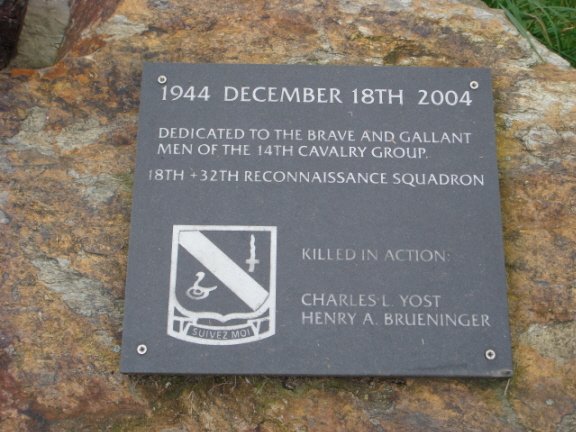 1944 DECEMBER 18TH 2004
DEDICATED TO THE BRAVE AND GALLANT
MEN OF THE 14TH CAVALRY GROUP.
18TH + 32TH RECONNAISSANCE SQUADRON
KILLED IN ACTION:
CHARLES L. YOST
HENRY A. BRUENINGER
SUIVEZ MOI